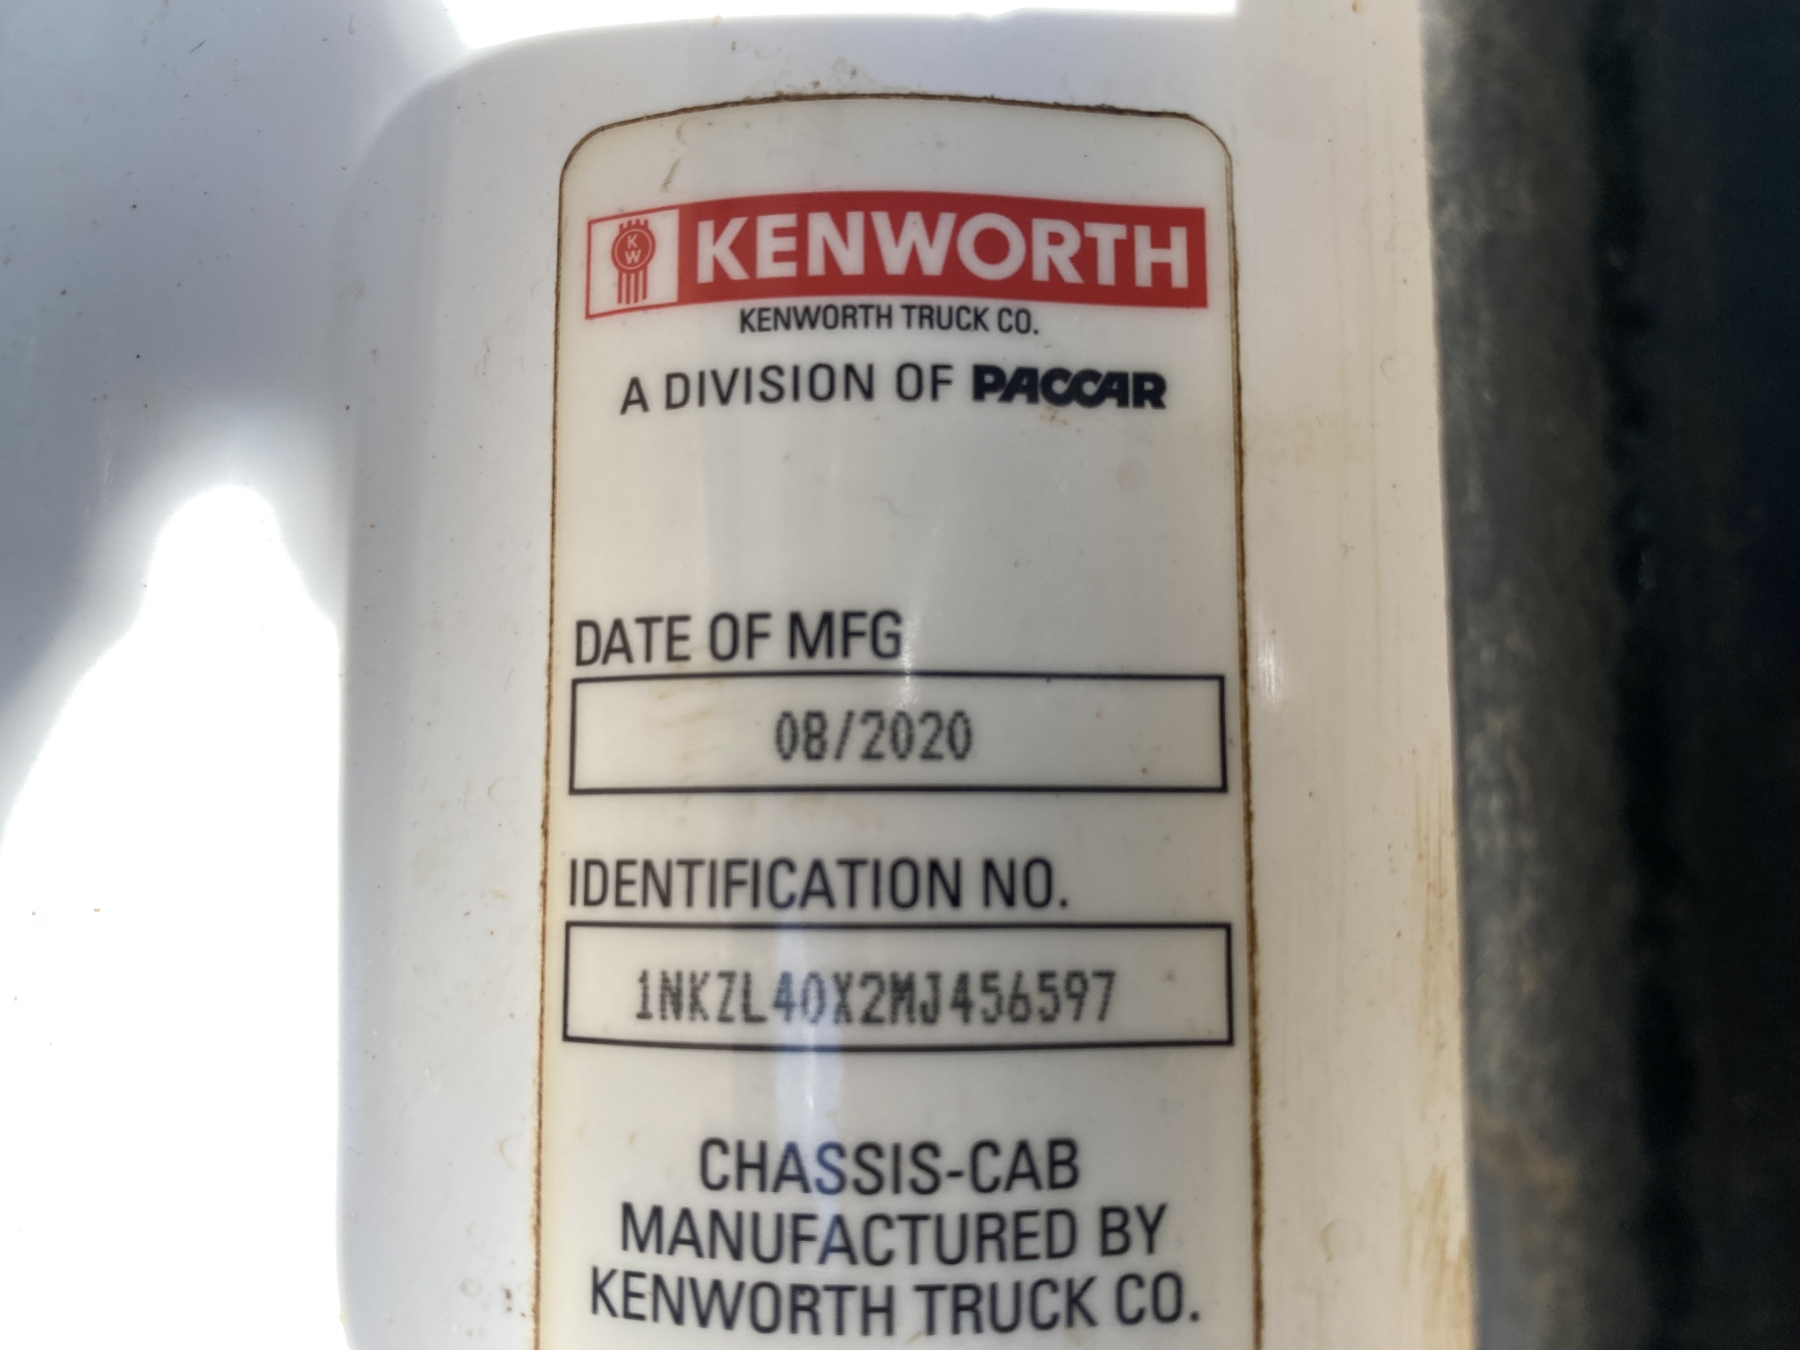 K
W
KENWORTH
KENWORTH TRUCK CO.
A DIVISION OF PACCAR
DATE OF MFG
08/2020
IDENTIFICATION NO.
1NKZL40X2MJ456597
CHASSIS-CAB
MANUFACTURED BY
KENWORTH TRUCK CO.